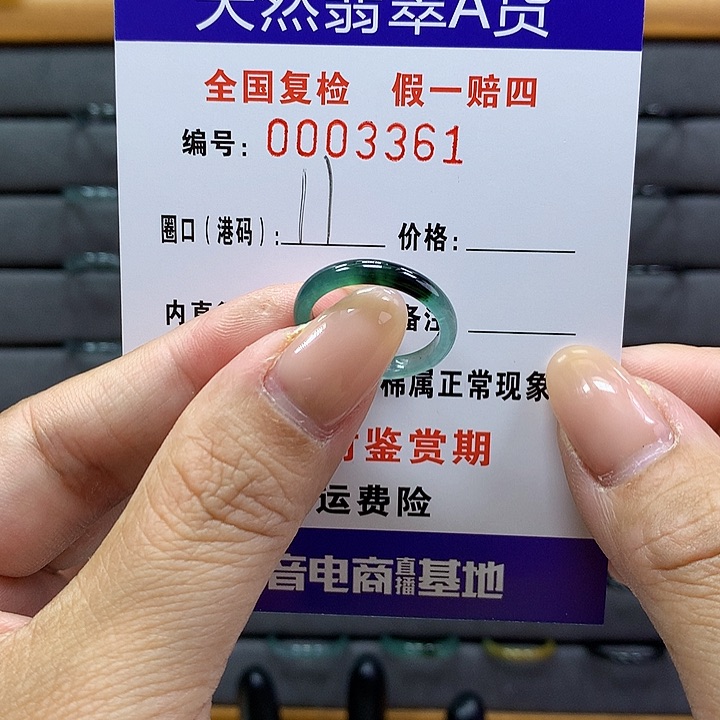 天然翡翠A货
全国复检 假一赔四
编号: 0003361
圈口(港码): 11 价格:
内直 备注
稀属正常现象
鉴赏期
运费险
音电商直播基地